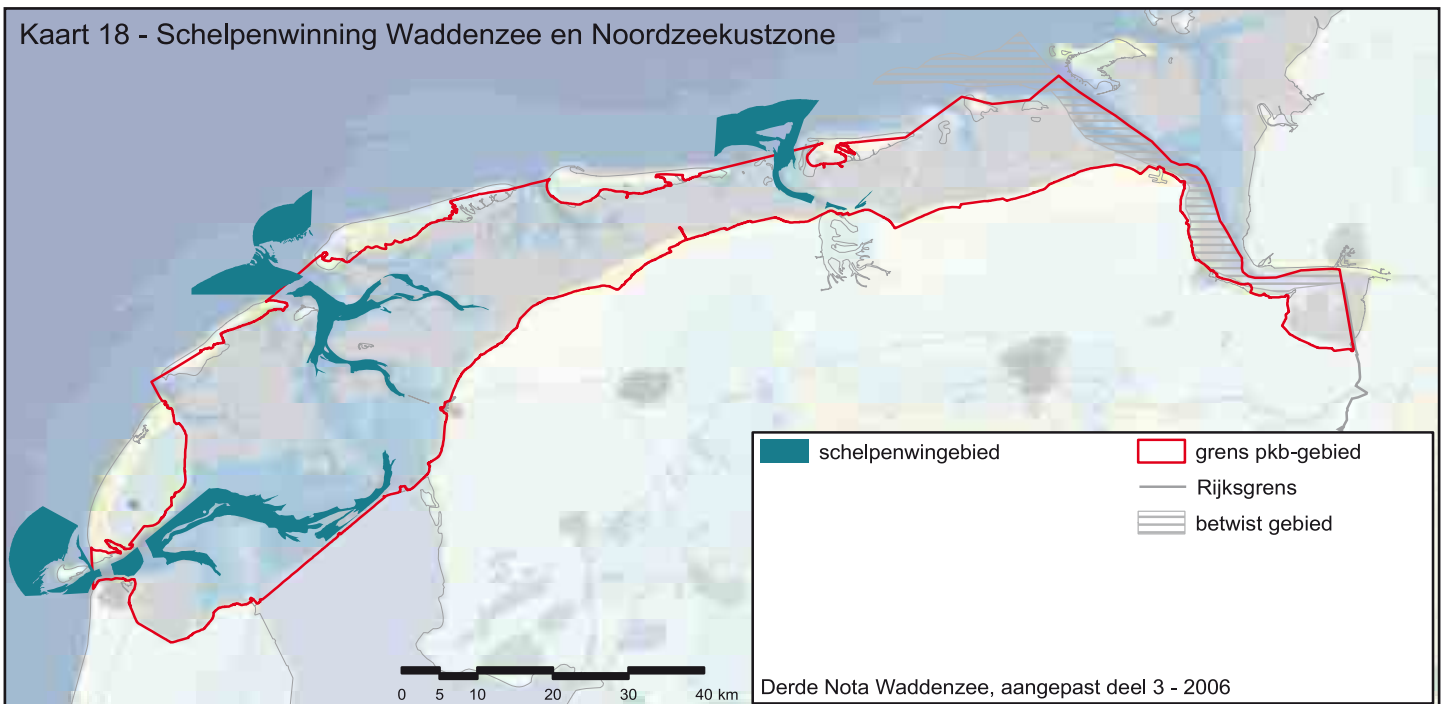 Kaart 18 - Schelpenwinning Waddenzee en Noordzeekustzone
schelpenwingebied
grens pkb-gebied
Rijksgrens
betwist gebied
0 5 10 20 30 40 km
Derde Nota Waddenzee, aangepast deel 3 - 2006